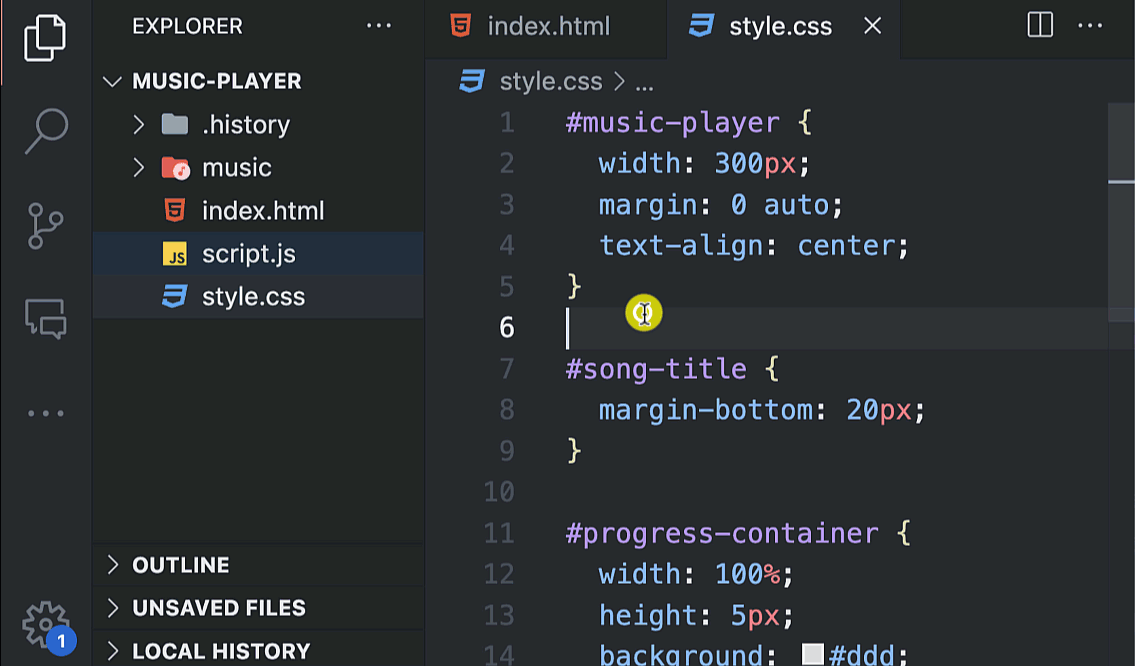 EXPLORER
MUSIC-PLAYER
.history
music
index.html
JS script.js
style.css
OUTLINE
UNSAVED FILES
LOCAL HISTORY
1
index.html
style.css
style.css > ...
1 #music-player {
2 width: 300px;
3 margin: 0 auto;
4 text-align: center;
5 }
6
7 #song-title {
8 margin-bottom: 20px;
9 }
10
11 #progress-container {
12 width: 100%;
13 height: 5px;
14 background: #ddd;